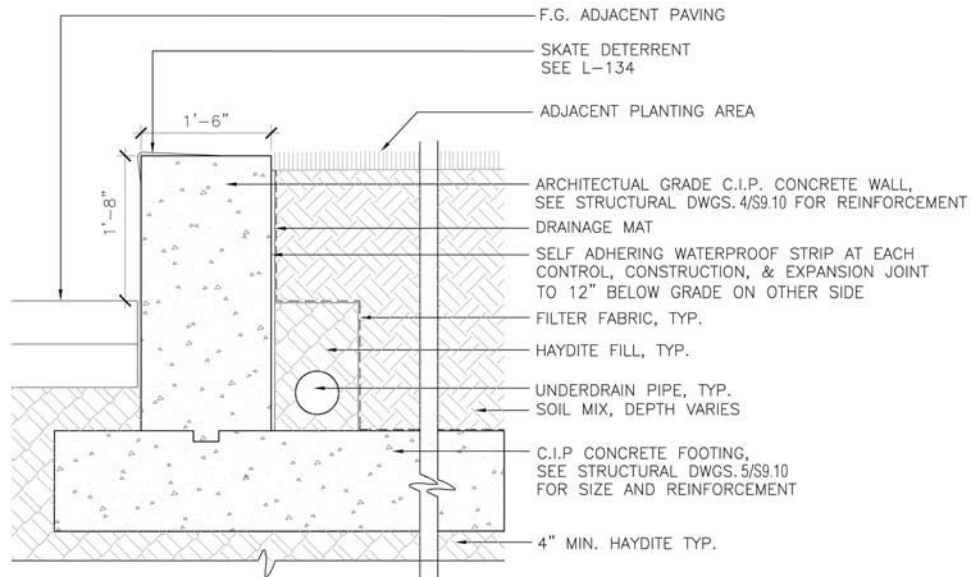 F.G. ADJACENT PAVING
SKATE DETERRENT
SEE L-134
ADJACENT PLANTING AREA
1'-6"
1'-8"
ARCHITECTUAL GRADE C.I.P. CONCRETE WALL,
SEE STRUCTURAL DWGS. 4/S9.10 FOR REINFORCEMENT
DRAINAGE MAT
SELF ADHERING WATERPROOF STRIP AT EACH
CONTROL, CONSTRUCTION, & EXPANSION JOINT
TO 12" BELOW GRADE ON OTHER SIDE
FILTER FABRIC, TYP.
HAYDITE FILL, TYP.
UNDERDRAIN PIPE, TYP.
SOIL MIX, DEPTH VARIES
C.I.P CONCRETE FOOTING,
SEE STRUCTURAL DWGS. 5/S9.10
FOR SIZE AND REINFORCEMENT
4" MIN. HAYDITE TYP.